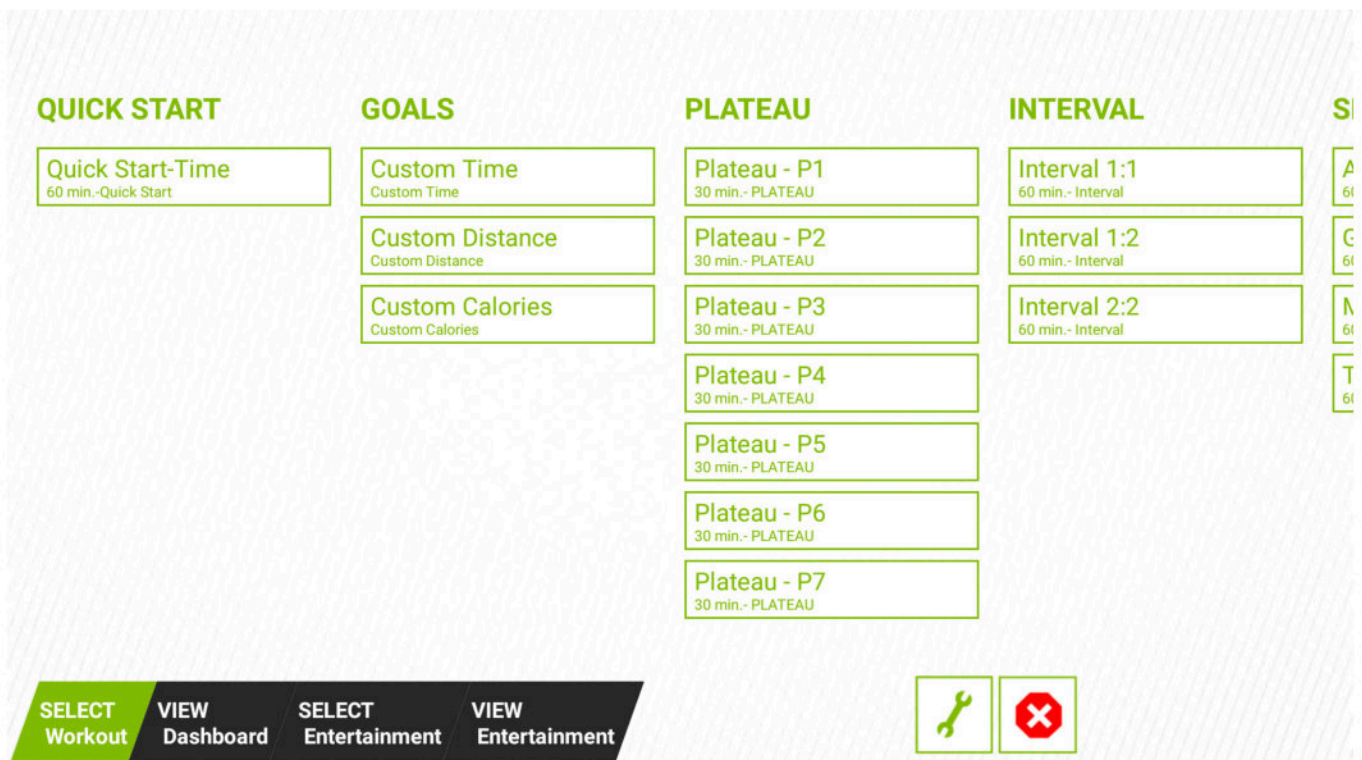 QUICK START
Quick Start-Time
60 min.-Quick Start
GOALS
Custom Time
Custom Time
Custom Distance
Custom Distance
Custom Calories
Custom Calories
PLATEAU
Plateau - P1
30 min.- PLATEAU
Plateau - P2
30 min.- PLATEAU
Plateau - P3
30 min.- PLATEAU
Plateau - P4
30 min.- PLATEAU
Plateau - P5
30 min.- PLATEAU
Plateau - P6
30 min.- PLATEAU
Plateau - P7
30 min.- PLATEAU
INTERVAL
Interval 1:1
60 min.- Interval
Interval 1:2
60 min.- Interval
Interval 2:2
60 min.- Interval
SELECT
Workout
VIEW
Dashboard
SELECT
Entertainment
VIEW
Entertainment